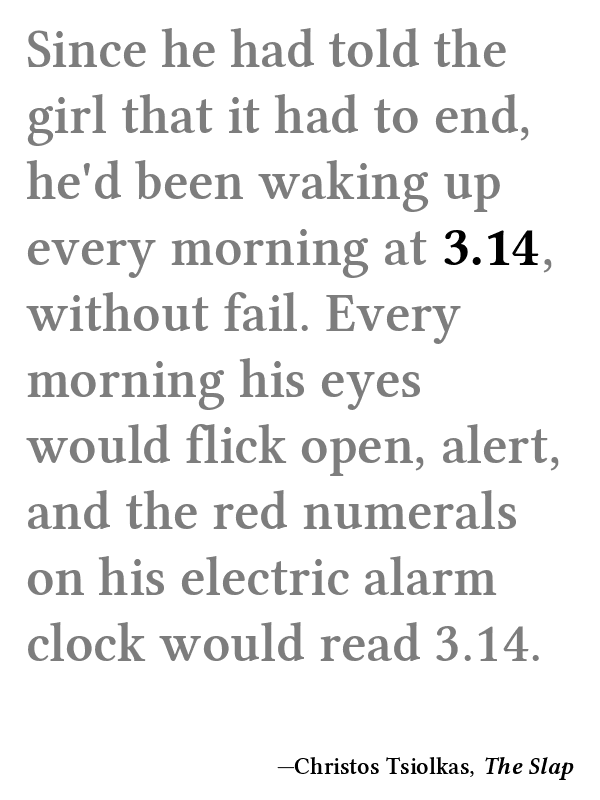 Since he had told the
girl that it had to end,
he'd been waking up
every morning at 3.14,
without fail. Every
morning his eyes
would flick open, alert,
and the red numerals
on his electric alarm
clock would read 3.14.
—Christos Tsiolkas, The Slap